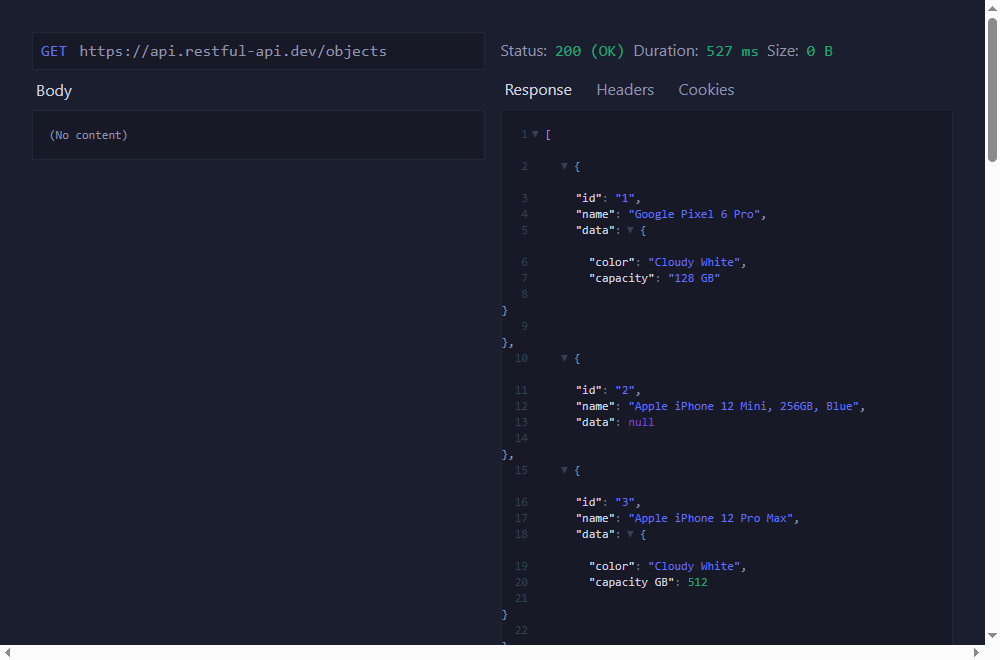 GET https://api.restful-api.dev/objects
Status: 200 (OK) Duration: 527 ms Size: 0 B
Body
(No content)
Response Headers Cookies
1 [
2 {
3 "id": "1",
4 "name": "Google Pixel 6 Pro",
5 "data": {
6 "color": "Cloudy White",
7 "capacity": "128 GB"
8
}
9
},
10 {
11 "id": "2",
12 "name": "Apple iPhone 12 Mini, 256GB, Blue",
13 "data": null
14
},
15 {
16 "id": "3",
17 "name": "Apple iPhone 12 Pro Max",
18 "data": {
19 "color": "Cloudy White",
20 "capacity GB": 512
21
}
22